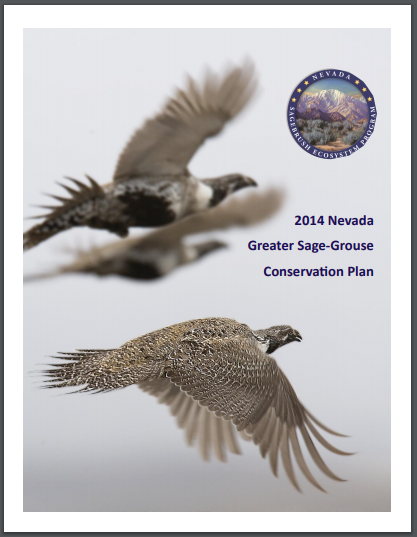 NEVADA
SAGEBRUSH ECOSYSTEM PROGRAM
2014 Nevada
Greater Sage-Grouse
Conservation Plan